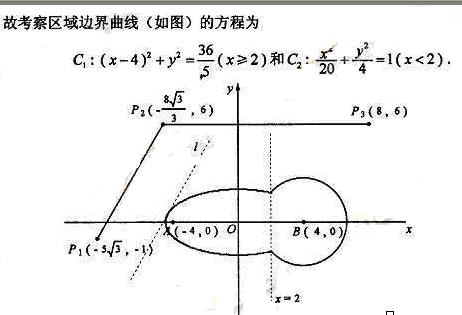 故考察区域边界曲线（如图）的方程为
C₁：(x−4)²+y²=36/5(x≥2)和C₂：x²/20+y²/4=1(x<2)．
y
P₂(−8√3/3，6)
P₃(8，6)
l
A(−4,0)
O
B(4,0)
x
P₁(−5√3，−1)
x=2